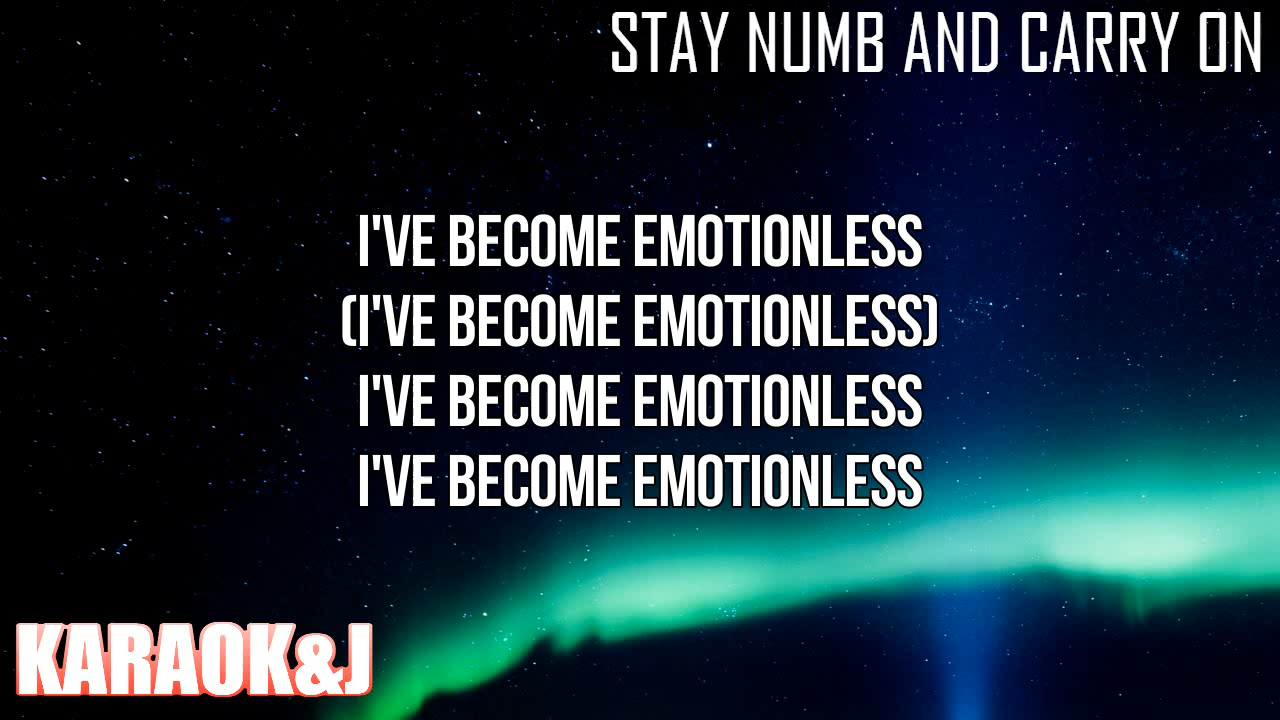 STAY NUMB AND CARRY ON
I'VE BECOME EMOTIONLESS
(I'VE BECOME EMOTIONLESS)
I'VE BECOME EMOTIONLESS
I'VE BECOME EMOTIONLESS
KARAOK&J